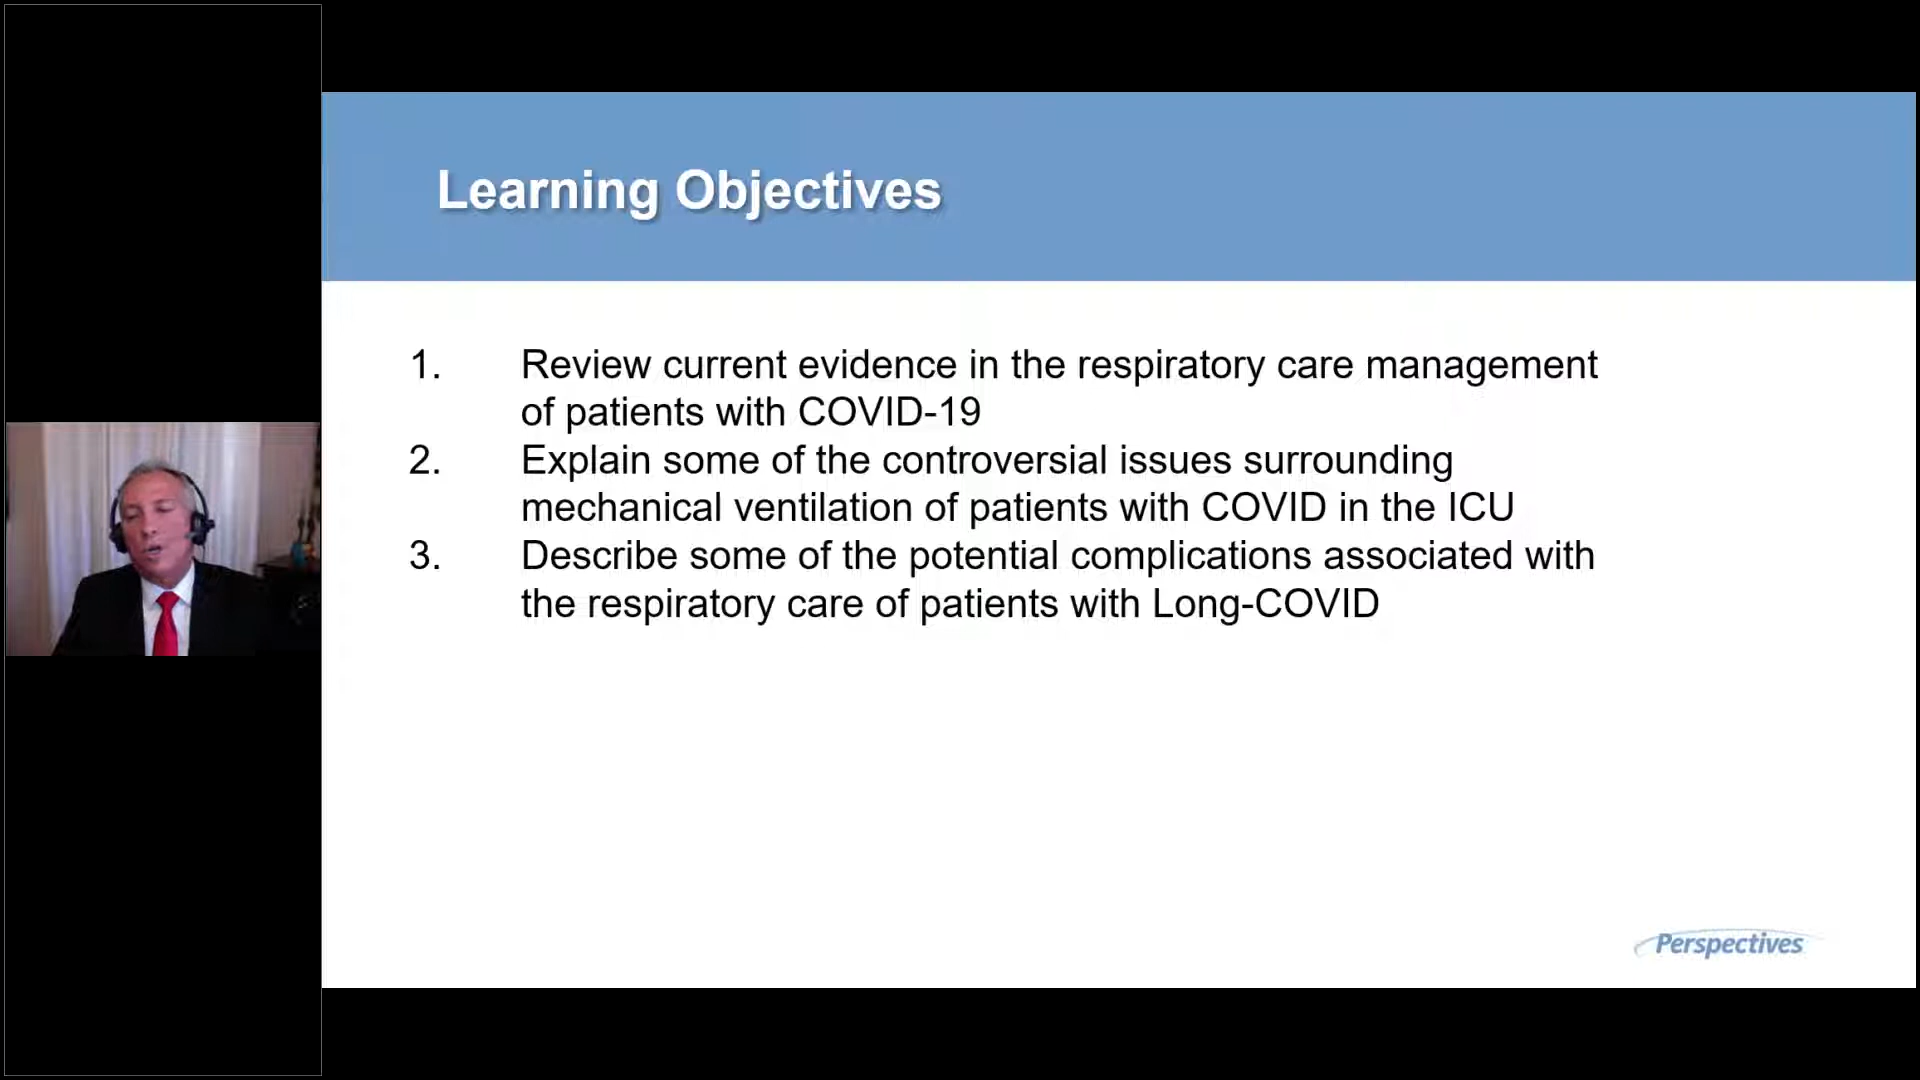 Learning Objectives
1. Review current evidence in the respiratory care management
of patients with COVID-19
2. Explain some of the controversial issues surrounding
mechanical ventilation of patients with COVID in the ICU
3. Describe some of the potential complications associated with
the respiratory care of patients with Long-COVID
Perspectives